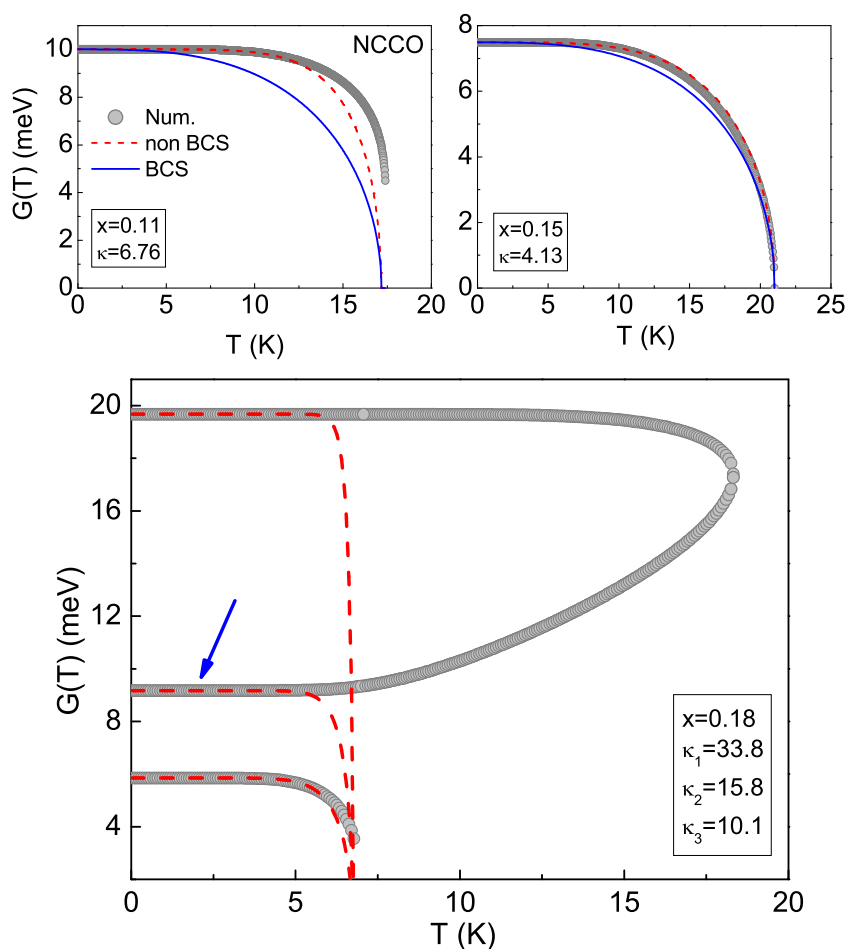 NCCO
G(T) (meV)
10
8
6
4
2
0
Num.
non BCS
BCS
x=0.11
κ=6.76
0
5
10
15
20
T (K)
8
6
4
2
0
x=0.15
κ=4.13
0
5
10
15
20
25
T (K)
G(T) (meV)
20
16
12
8
4
x=0.18
κ1=33.8
κ2=15.8
κ3=10.1
0
5
10
15
20
T (K)